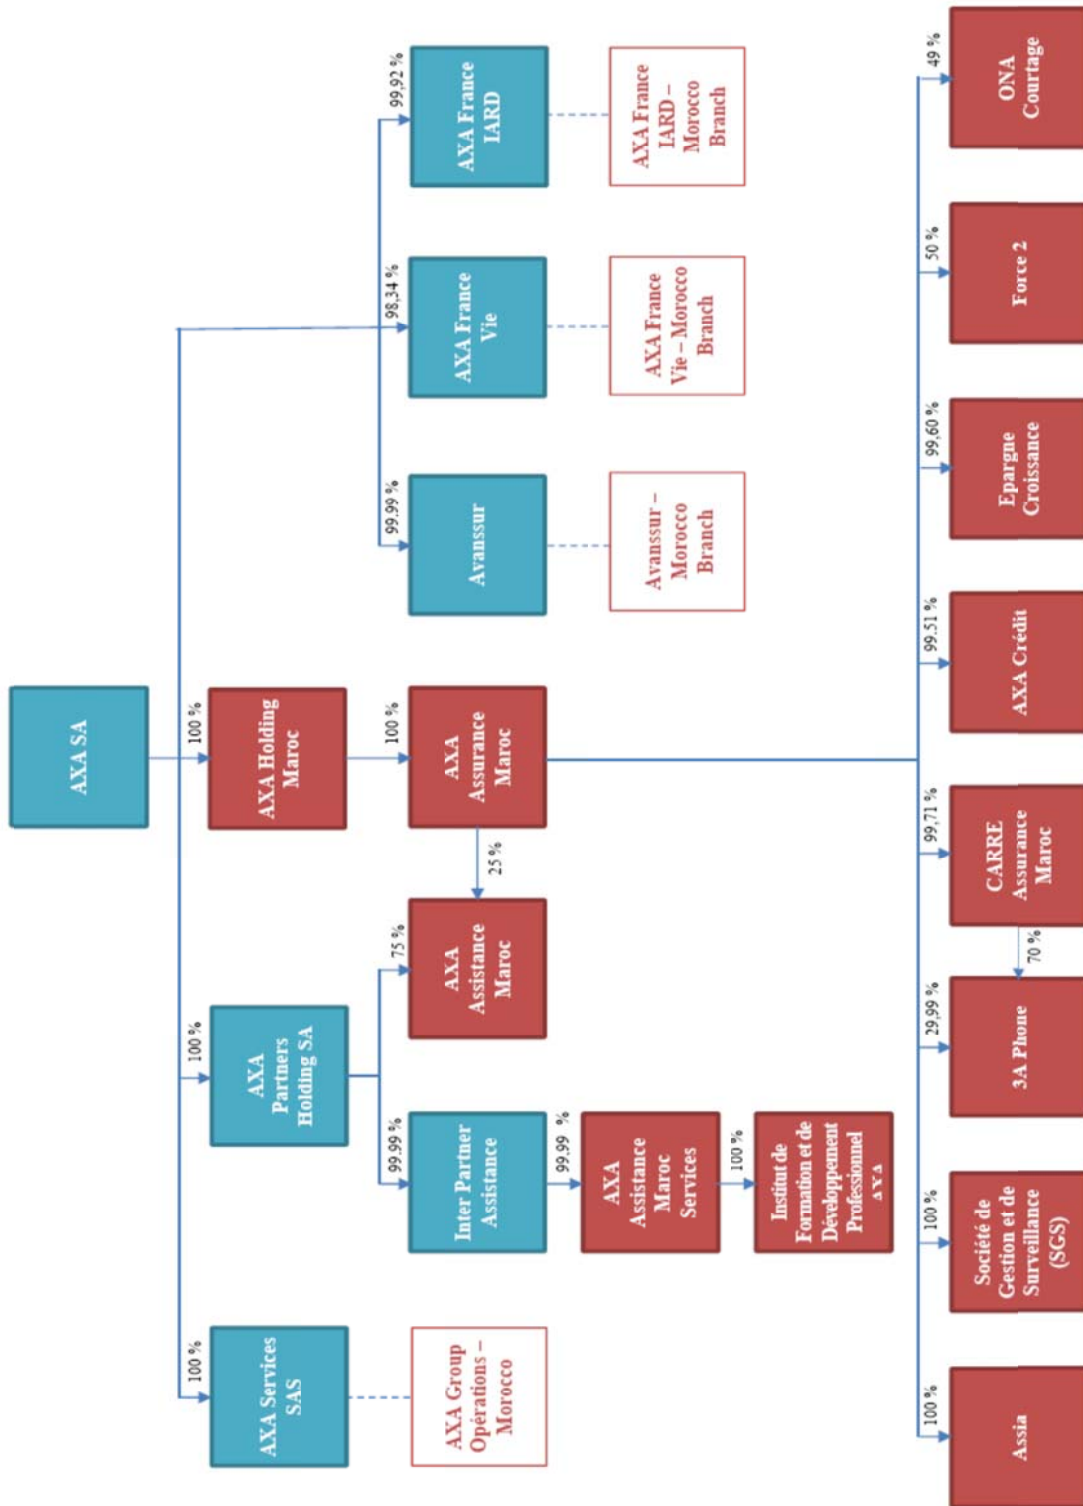 AXA SA
100 %
100 %
100 %
AXA Services
SAS
AXA
Partners
Holding SA
AXA Holding
Maroc
99.99 %
75 %
100 %
99.99 %
98,34 %
99,92 %
AXA Group
Opérations –
Morocco
Inter Partner
Assistance
AXA
Assistance
Maroc
25 %
AXA
Assurance
Maroc
Avanssur
AXA France
Vie
AXA France
IARD
99.99 %
AXA
Assistance
Maroc
Services
Avanssur –
Morocco
Branch
AXA France
Vie – Morocco
Branch
AXA France
IARD –
Morocco
Branch
100 %
Institut de
Formation et de
Développement
Professionnel
AXA
100 %
100 %
29,99 %
99,71 %
99.51 %
99,60 %
50 %
49 %
Assia
Société de
Gestion et de
Surveillance
(SGS)
3A Phone
70 %
CARRE
Assurance
Maroc
AXA Crédit
Epargne
Croissance
Force 2
ONA
Courtage